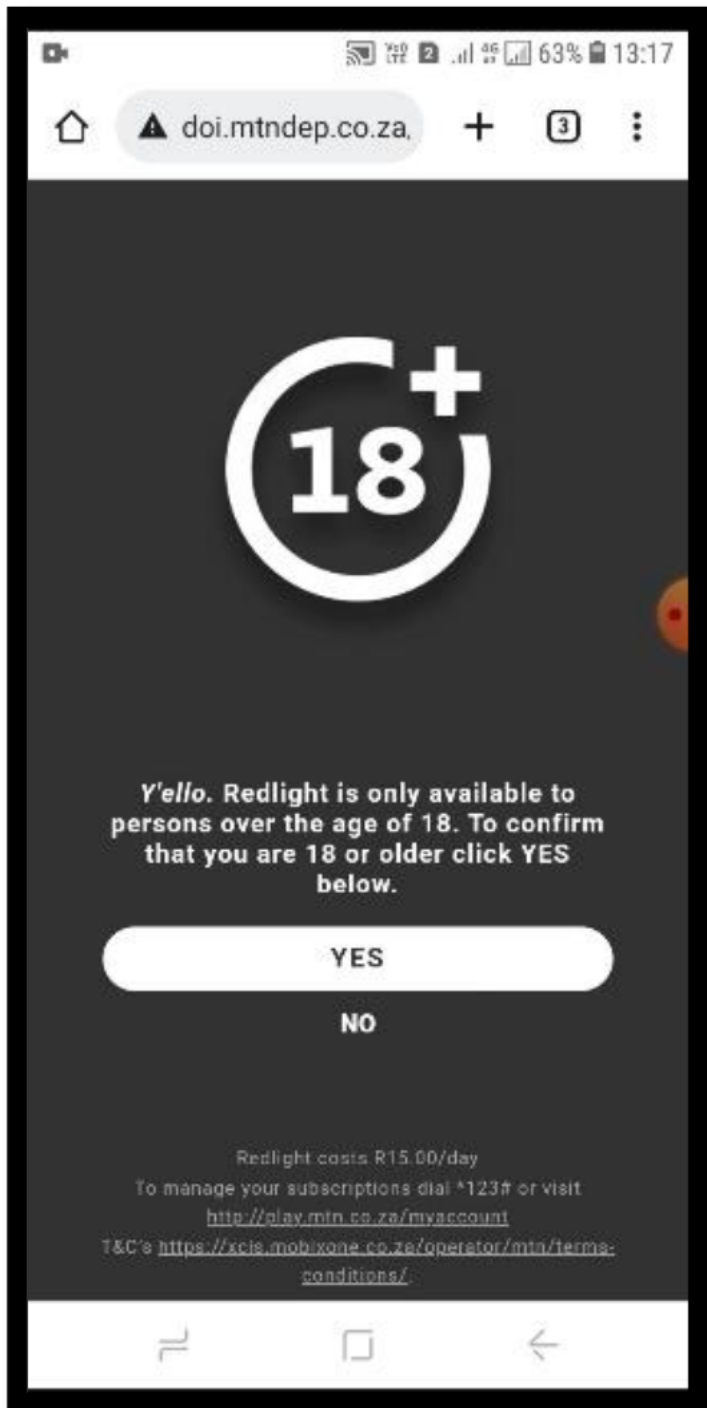 2 4G 63% 13:17
doi.mtndep.co.za, + 3
18+
Y'ello. Redlight is only available to
persons over the age of 18. To confirm
that you are 18 or older click YES
below.
YES
NO
Redlight costs R15.00/day
To manage your subscriptions dial *123# or visit
http://play.mtn.co.za/myaccount
T&C's https://xcis.mobixone.co.za/operator/mtn/terms-
conditions/.